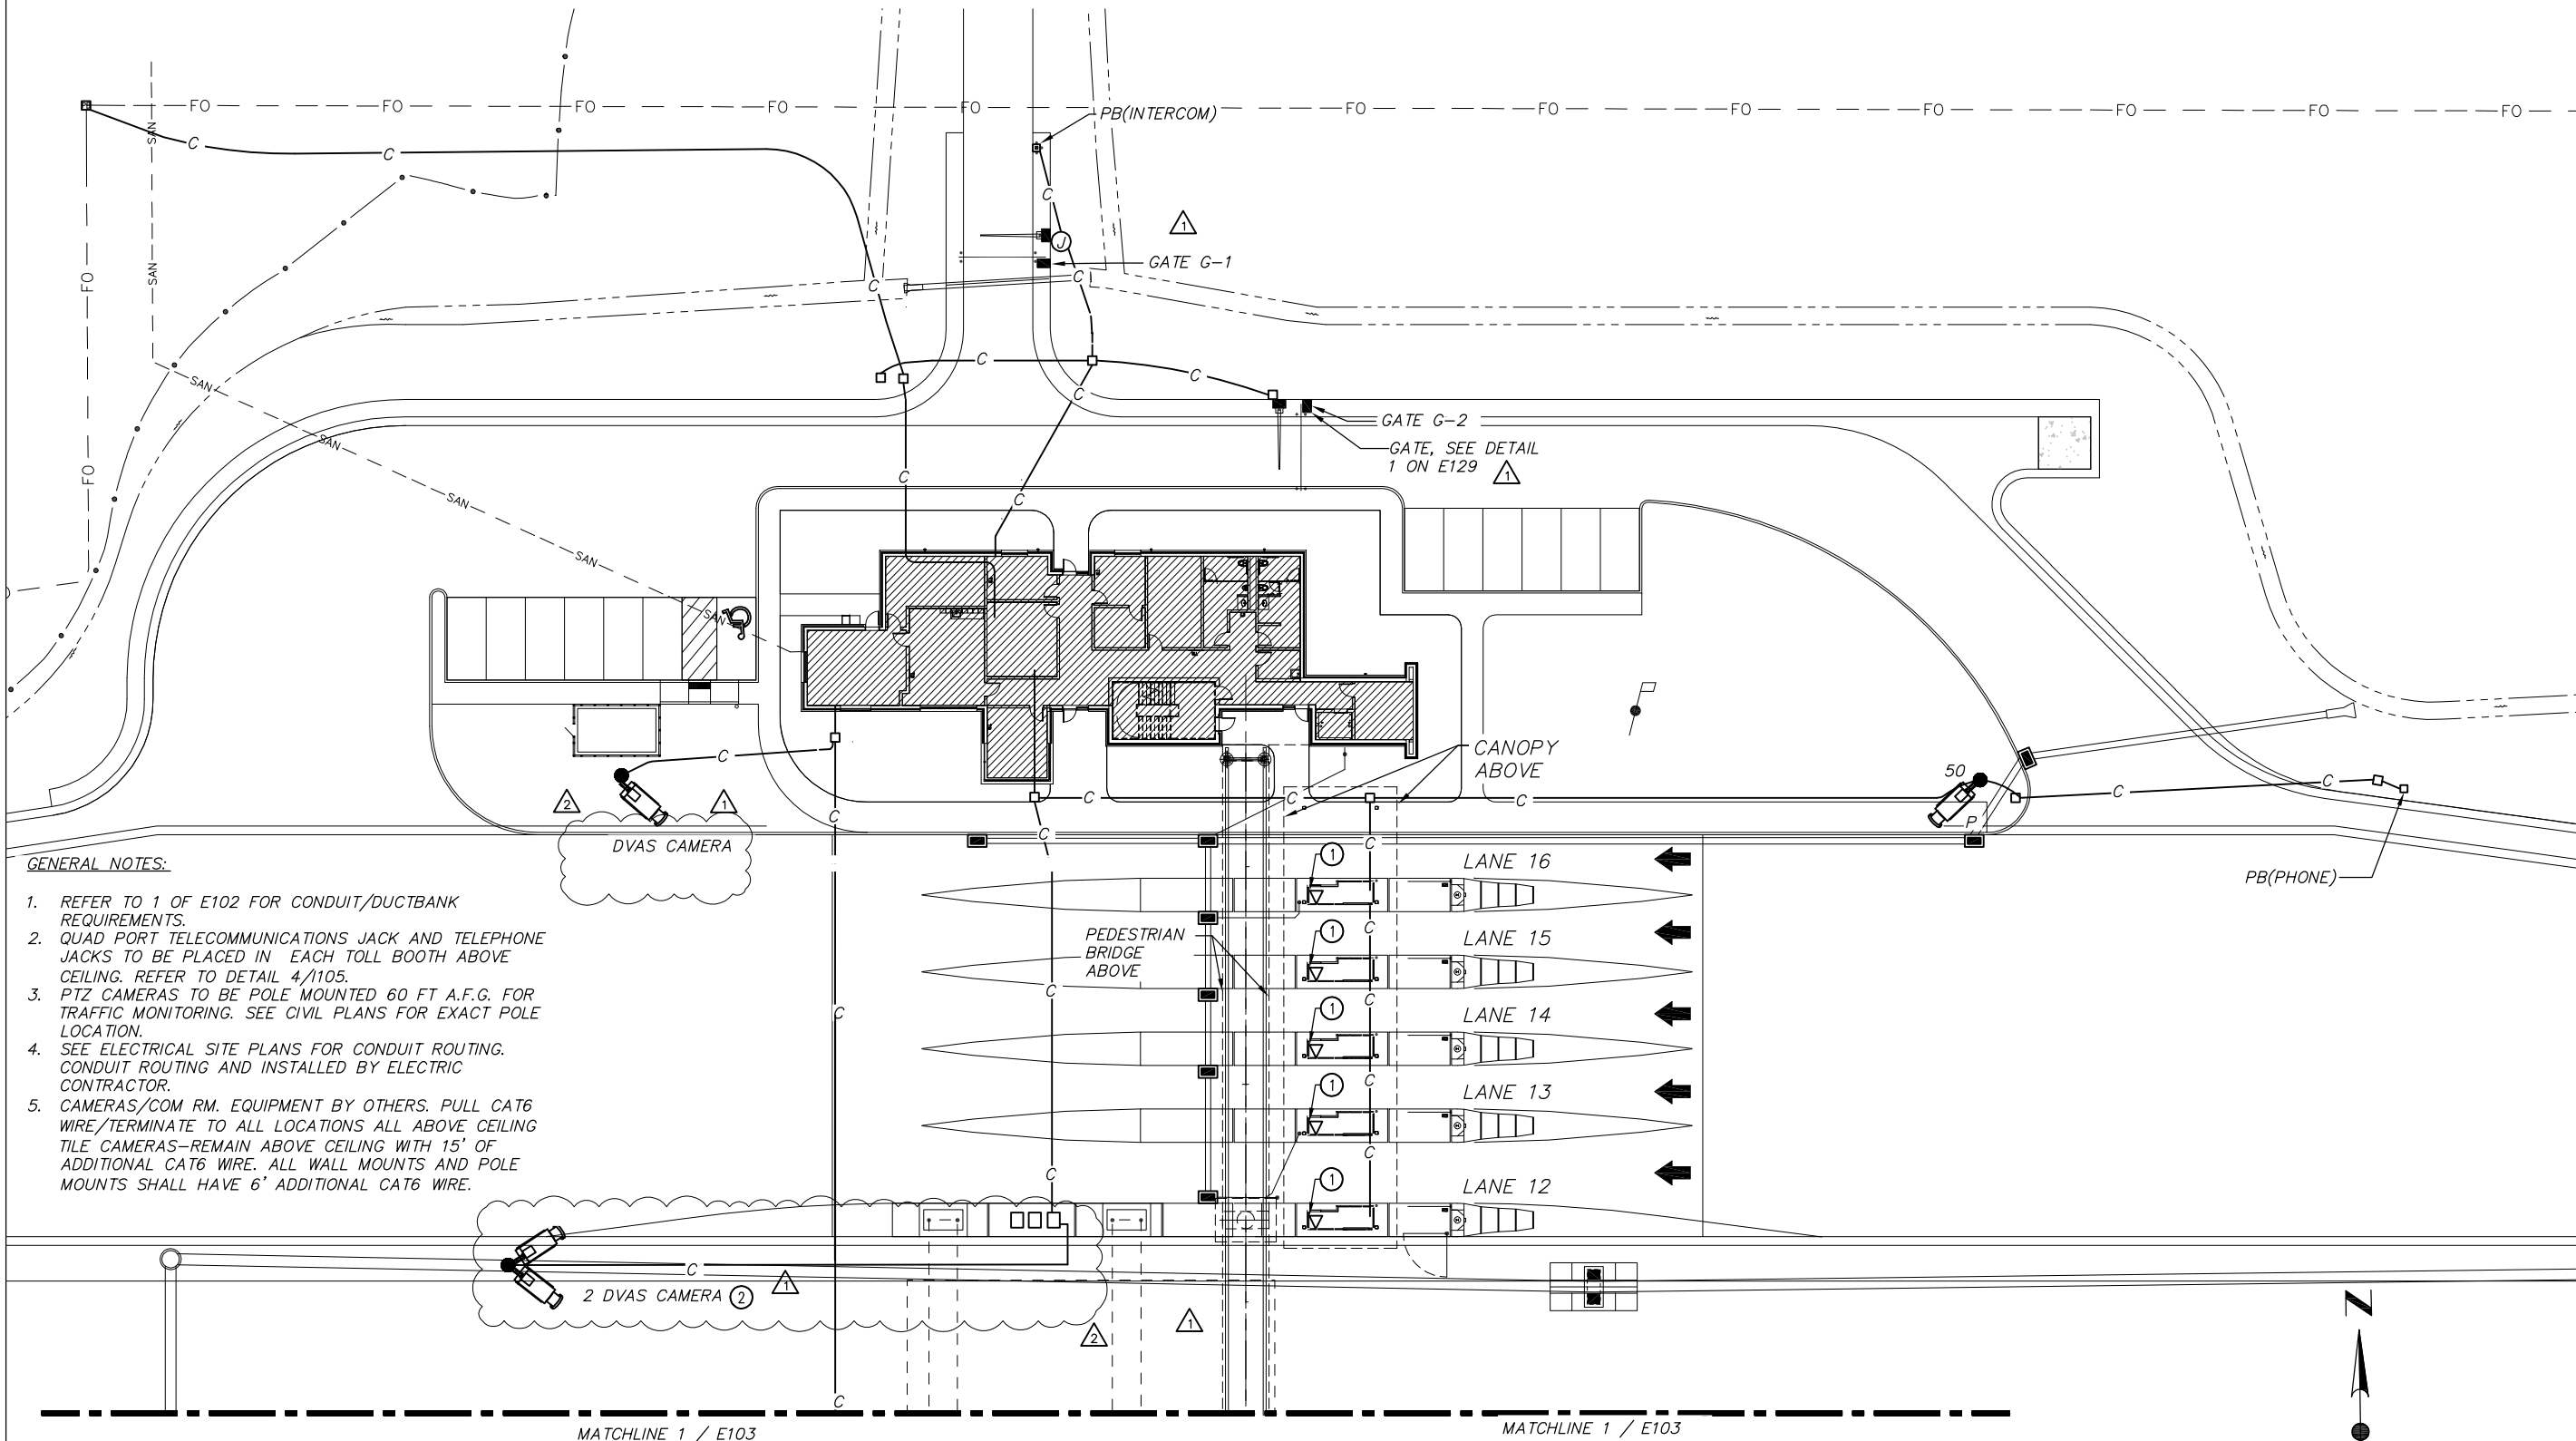 FO FO FO FO FO FO FO FO FO FO FO FO
PB(INTERCOM)
SAN
C
C
C
J
1
GATE G-1
SAN
FO
C
C
C
C
SAN
C
GATE G-2
SAN
GATE, SEE DETAIL
1 ON E129
1
FO
C
C
SAN
SAN
SAN
CANOPY
ABOVE
C
50
2
1
C
C
C
C
C
P
C
C
C
DVAS CAMERA
PB(PHONE)
GENERAL NOTES:
1. REFER TO 1 OF E102 FOR CONDUIT/DUCTBANK
REQUIREMENTS.
2. QUAD PORT TELECOMMUNICATIONS JACK AND TELEPHONE
JACKS TO BE PLACED IN EACH TOLL BOOTH ABOVE
CEILING. REFER TO DETAIL 4/I105.
3. PTZ CAMERAS TO BE POLE MOUNTED 60 FT A.F.G. FOR
TRAFFIC MONITORING. SEE CIVIL PLANS FOR EXACT POLE
LOCATION.
4. SEE ELECTRICAL SITE PLANS FOR CONDUIT ROUTING.
CONDUIT ROUTING AND INSTALLED BY ELECTRIC
CONTRACTOR.
5. CAMERAS/COM RM. EQUIPMENT BY OTHERS. PULL CAT6
WIRE/TERMINATE TO ALL LOCATIONS ALL ABOVE CEILING
TILE CAMERAS-REMAIN ABOVE CEILING WITH 15' OF
ADDITIONAL CAT6 WIRE. ALL WALL MOUNTS AND POLE
MOUNTS SHALL HAVE 6' ADDITIONAL CAT6 WIRE.
1 LANE 16
C
PEDESTRIAN
BRIDGE
ABOVE
1 LANE 15
C
C
C
1 LANE 14
C
1 LANE 13
C
C
1 LANE 12
C
2 DVAS CAMERA 2
1
2
1
N
C
MATCHLINE 1 / E103
MATCHLINE 1 / E103